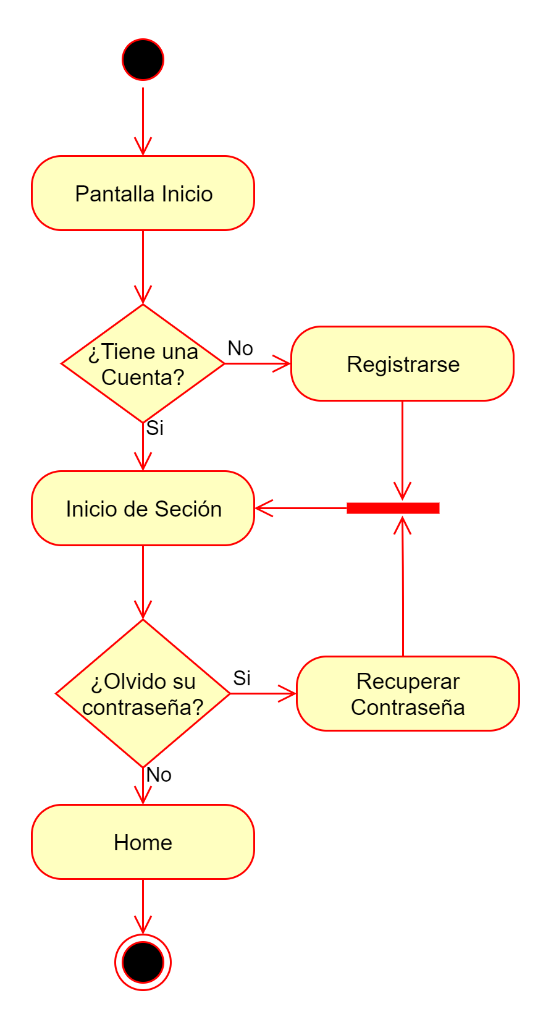 Pantalla Inicio
¿Tiene una
Cuenta?
No
Registrarse
Si
Inicio de Seción
¿Olvido su
contraseña?
Si
Recuperar
Contraseña
No
Home